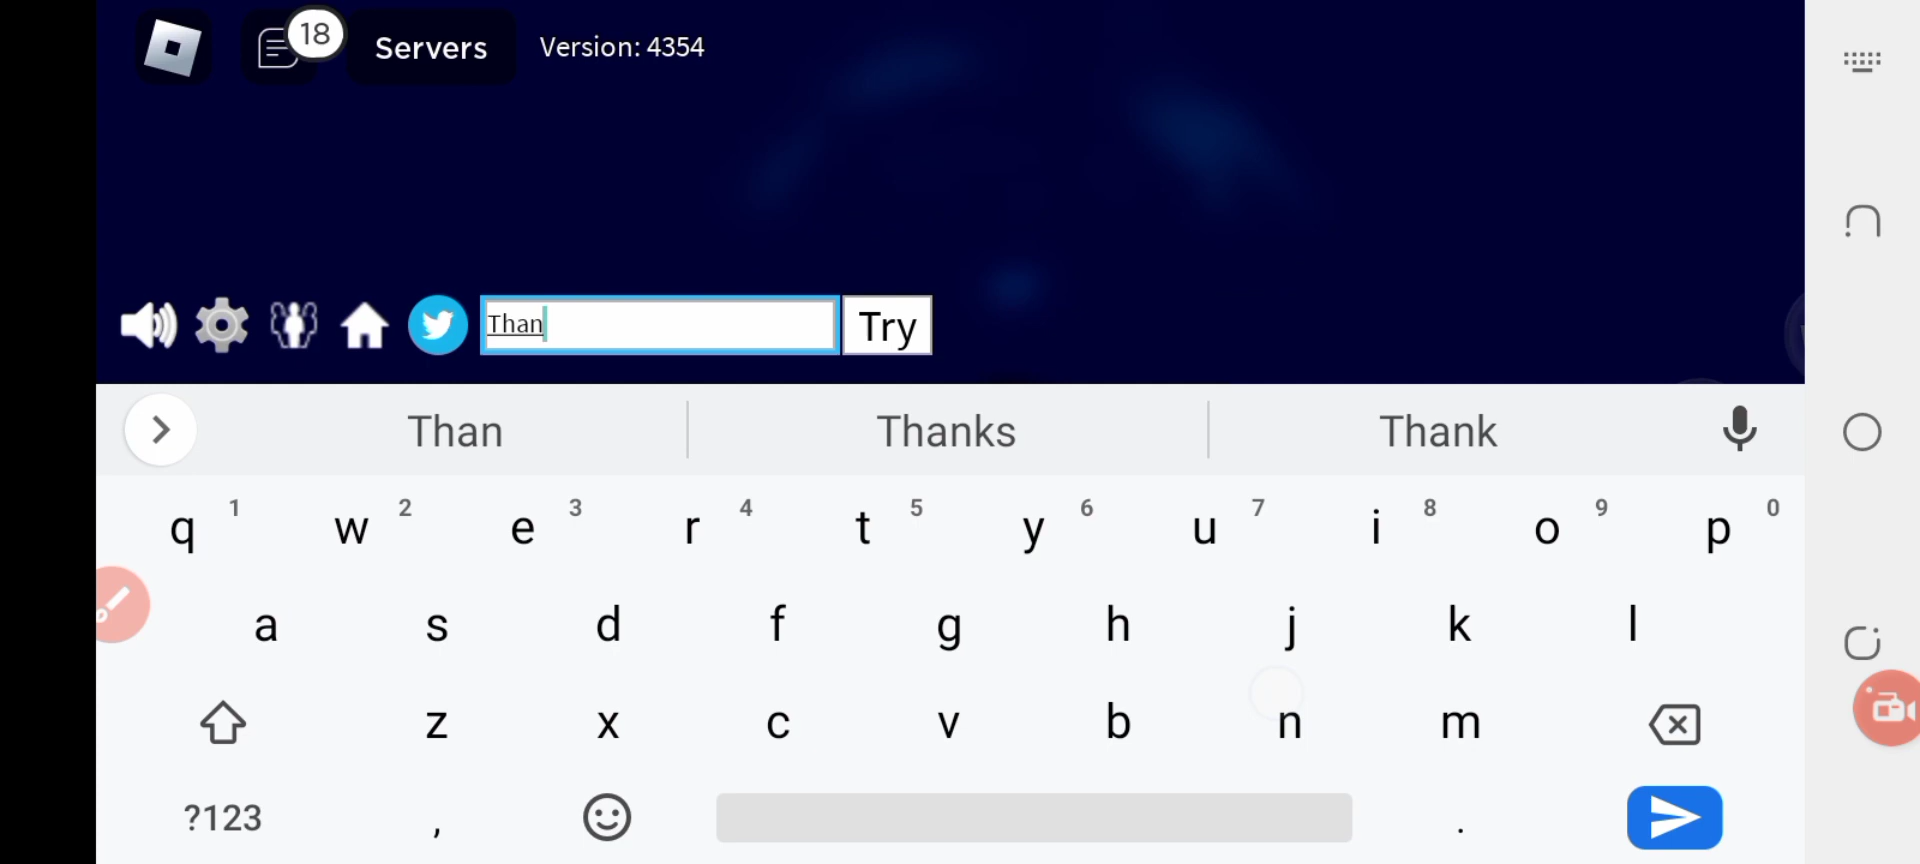 18
Servers
Version: 4354
Than
Try
Than
Thanks
Thank
q 1 w 2 e 3 r 4 t 5 y 6 u 7 i 8 o 9 p 0
a s d f g h j k l
z x c v b n m
?123 , .